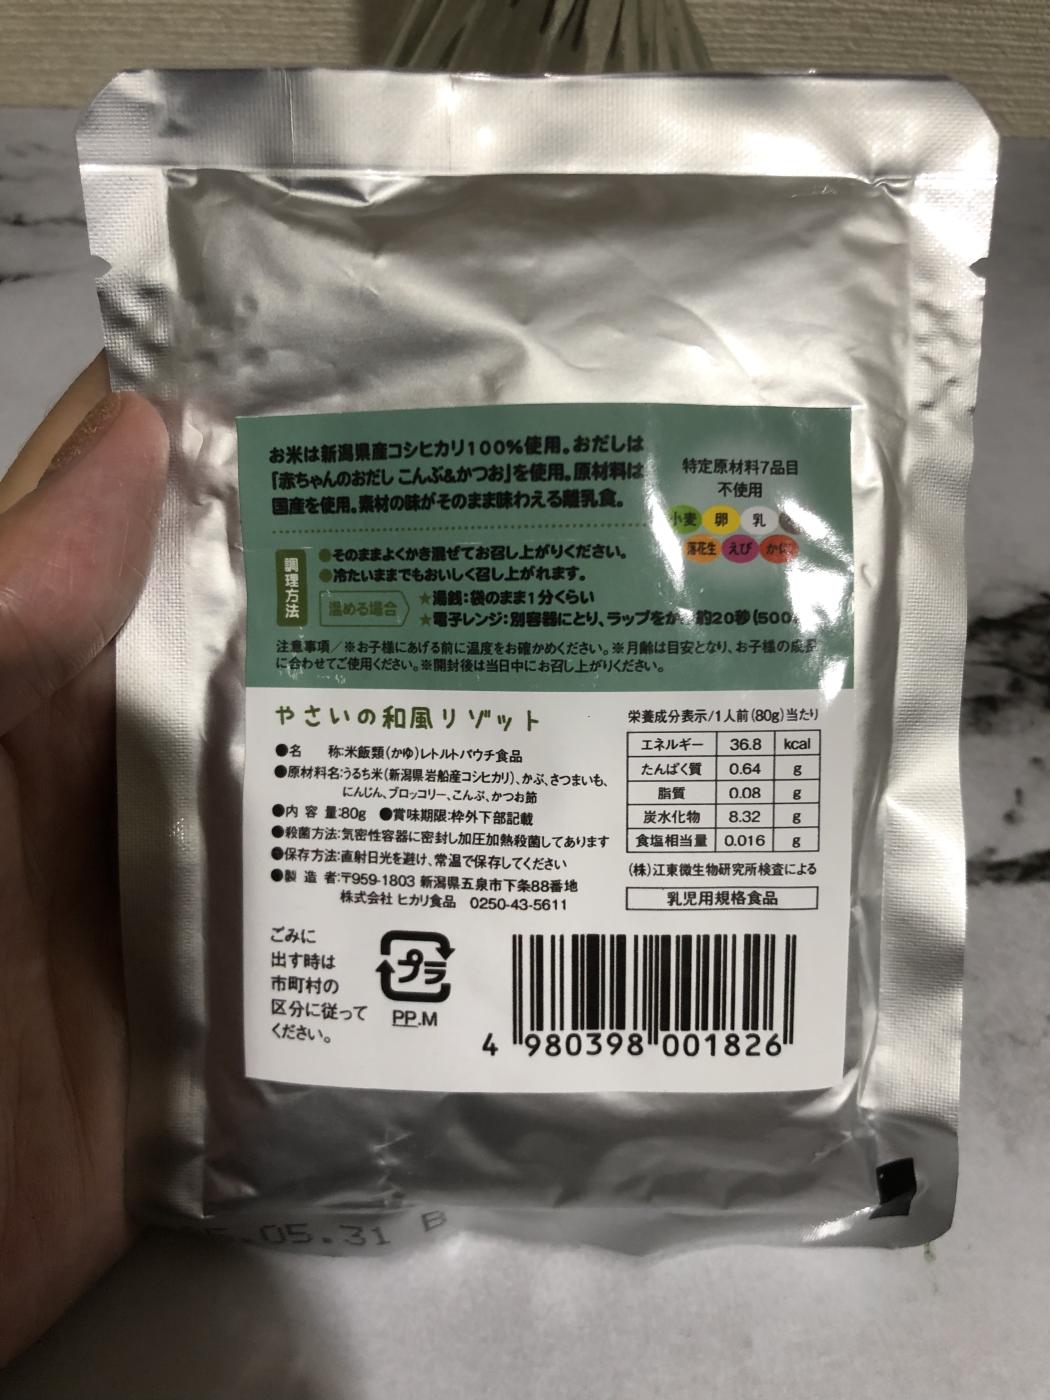 お米は新潟県産コシヒカリ100%使用。おだしは
「赤ちゃんのおだし こんぶ&かつお」を使用。原材料は
国産を使用。素材の味がそのまま味わえる離乳食。
特定原材料7品目
不使用
小麦 卵 乳
落花生 えび かに
調理方法
●そのままよくかき混ぜてお召し上がりください。
●冷たいままでもおいしく召し上がれます。
温める場合
★湯銭:袋のまま1分くらい
★電子レンジ:別容器にとり、ラップをか 約20秒(500
注意事項/※お子様にあげる前に温度をお確かめください。※月齢は目安となり、お子様の成長
に合わせてご使用ください。※開封後は当日中にお召し上がりください。
やさいの和風リゾット
●名 称:米飯類(かゆ)レトルトパウチ食品
●原材料名:うるち米(新潟県岩船産コシヒカリ)、かぶ、さつまいも、
にんじん、ブロッコリー、こんぶ、かつお節
●内容量:80g ●賞味期限:枠外下部記載
●殺菌方法:気密性容器に密封し加圧加熱殺菌してあります
●保存方法:直射日光を避け、常温で保存してください
●製造者:〒959-1803 新潟県五泉市下条88番地
株式会社 ヒカリ食品 0250-43-5611
栄養成分表示/1人前(80g)当たり
エネルギー 36.8 kcal
たんぱく質 0.64 g
脂質 0.08 g
炭水化物 8.32 g
食塩相当量 0.016 g
(株)江東微生物研究所検査による
乳児用規格食品
ごみに
出す時は
市町村の
区分に従って
ください。
プラ
PP.M
4 980398 001826
.05.31 B